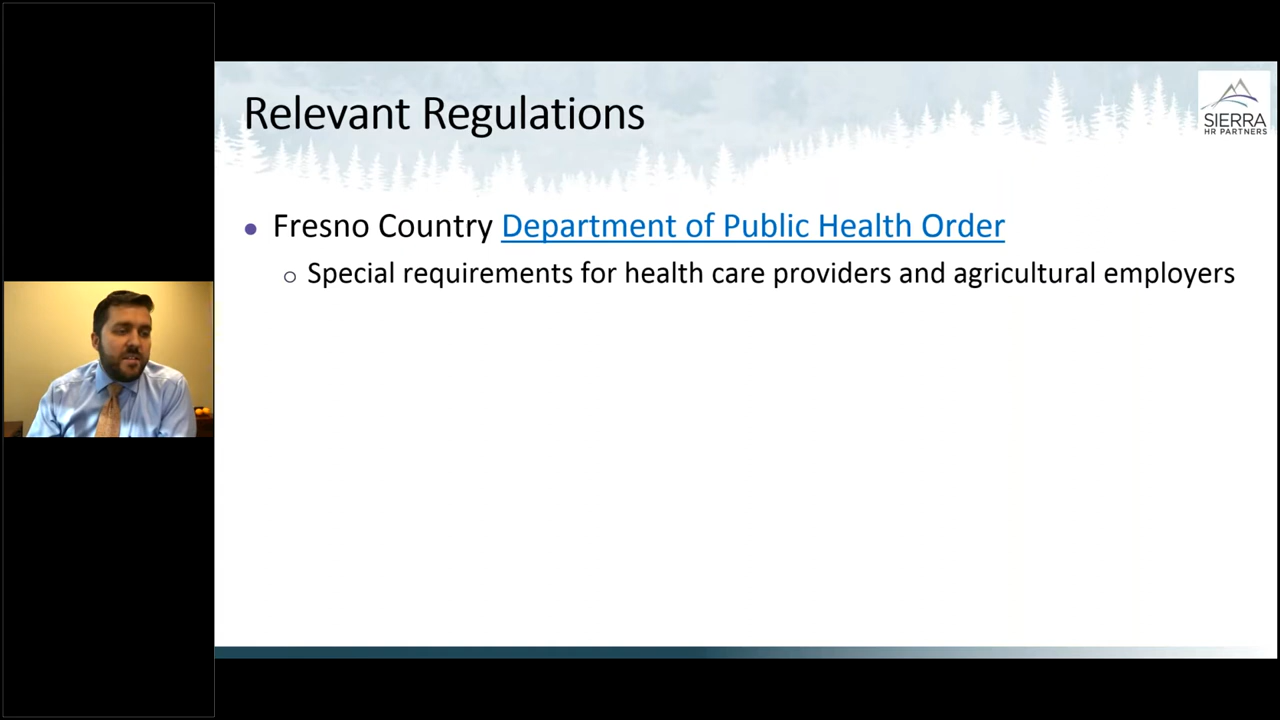 Relevant Regulations
SIERRA
HR PARTNERS
Fresno Country Department of Public Health Order
Special requirements for health care providers and agricultural employers